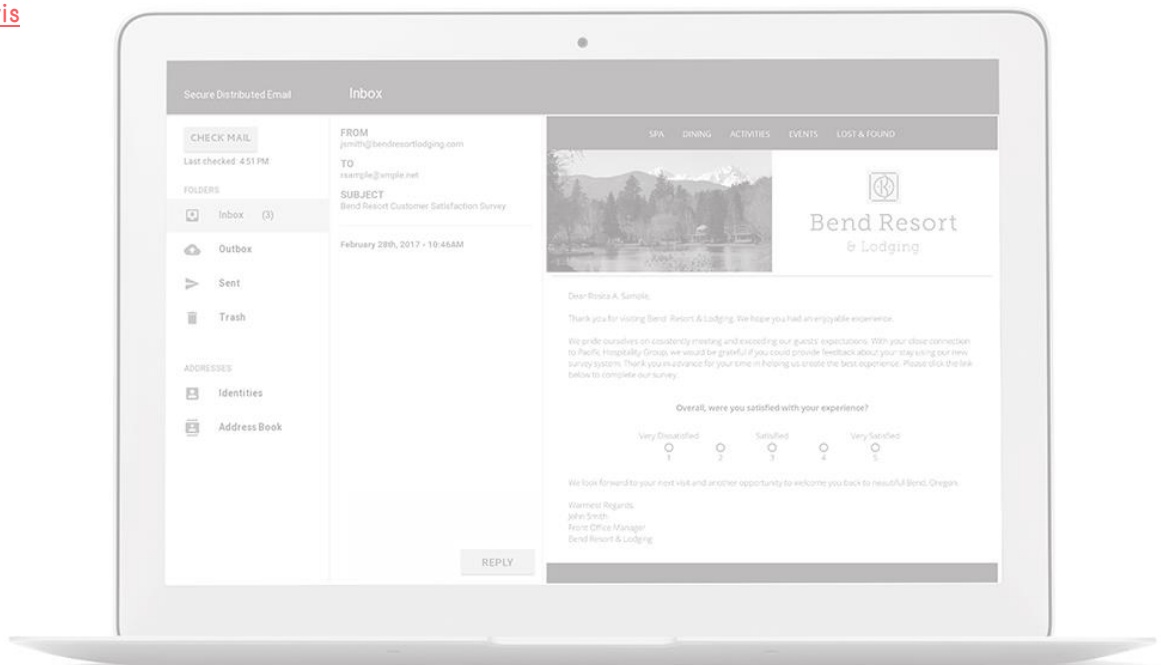 is
Secure Distributed Email
Inbox
CHECK MAIL
Last checked 4:51 PM
FOLDERS
Inbox (3)
Outbox
Sent
Trash
ADDRESSES
Identities
Address Book
FROM
jsmith@bendresortlodging.com
TO
rsample@xmple.net
SUBJECT
Bend Resort Customer Satisfaction Survey
February 28th, 2017 - 10:46AM
REPLY
SPA DINING ACTIVITIES EVENTS LOST & FOUND
Bend Resort
& Lodging
Dear Rosita A. Sample,
Thank you for visiting Bend Resort & Lodging. We hope you had an enjoyable experience.
We pride ourselves on consistently meeting and exceeding our guests' expectations. With your close connection
to Pacific Hospitality Group, we would be grateful if you could provide feedback about your stay using our new
survey system. Thank you in advance for your time in helping us create the best experience. Please click the link
below to complete our survey.
Overall, were you satisfied with your experience?
Very Dissatisfied Satisfied Very Satisfied
1 2 3 4 5
We look forward to your next visit and another opportunity to welcome you back to beautiful Bend, Oregon.
Warmest Regards,
John Smith
Front Office Manager
Bend Resort & Lodging